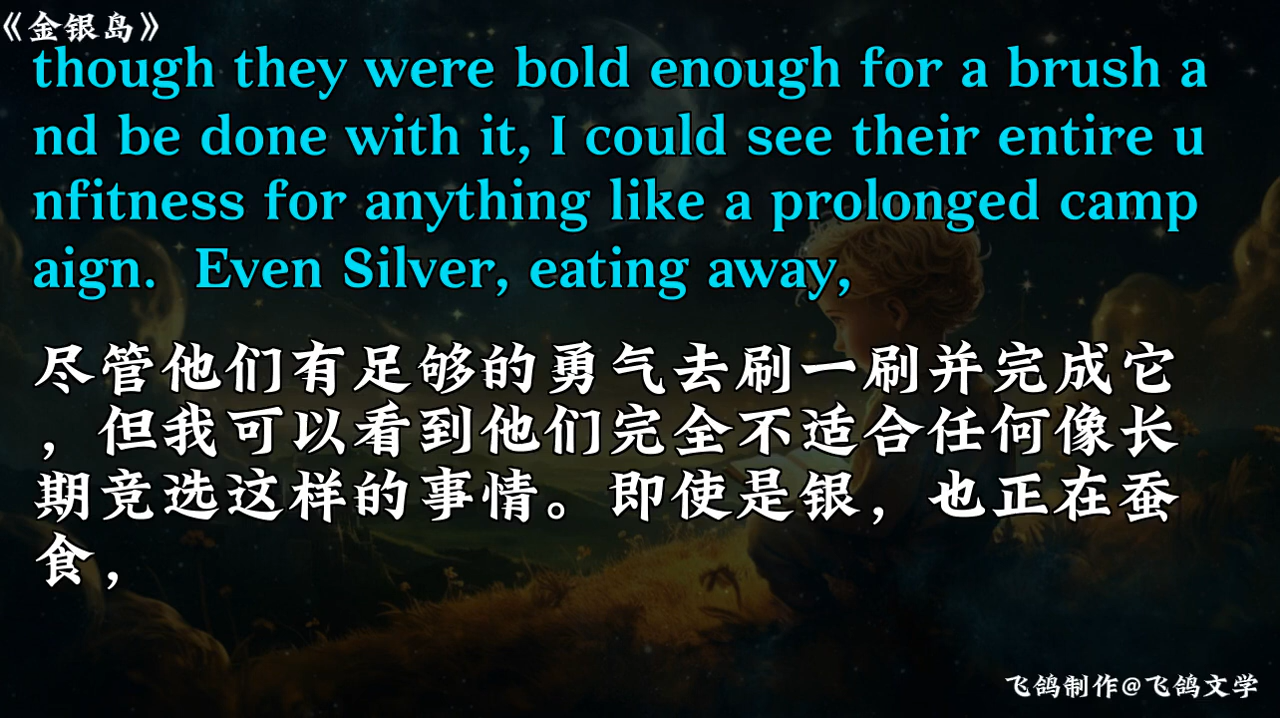 《金银岛》
though they were bold enough for a brush a
nd be done with it, I could see their entire u
nfitness for anything like a prolonged camp
aign.  Even Silver, eating away,
尽管他们有足够的勇气去刷一刷并完成它
，但我可以看到他们完全不适合任何像长
期竞选这样的事情。即使是银，也正在蚕
食，
飞鸽制作@飞鸽文学